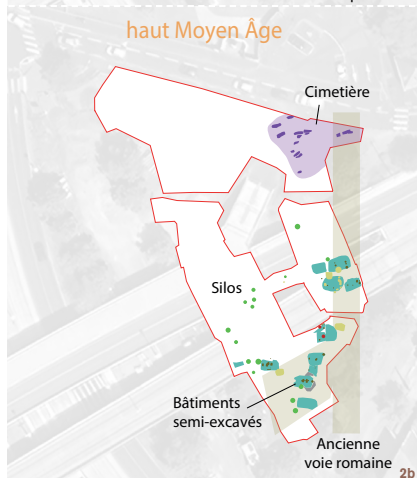 haut Moyen Âge
Cimetière
Silos
Bâtiments
semi-excavés
Ancienne
voie romaine
2b